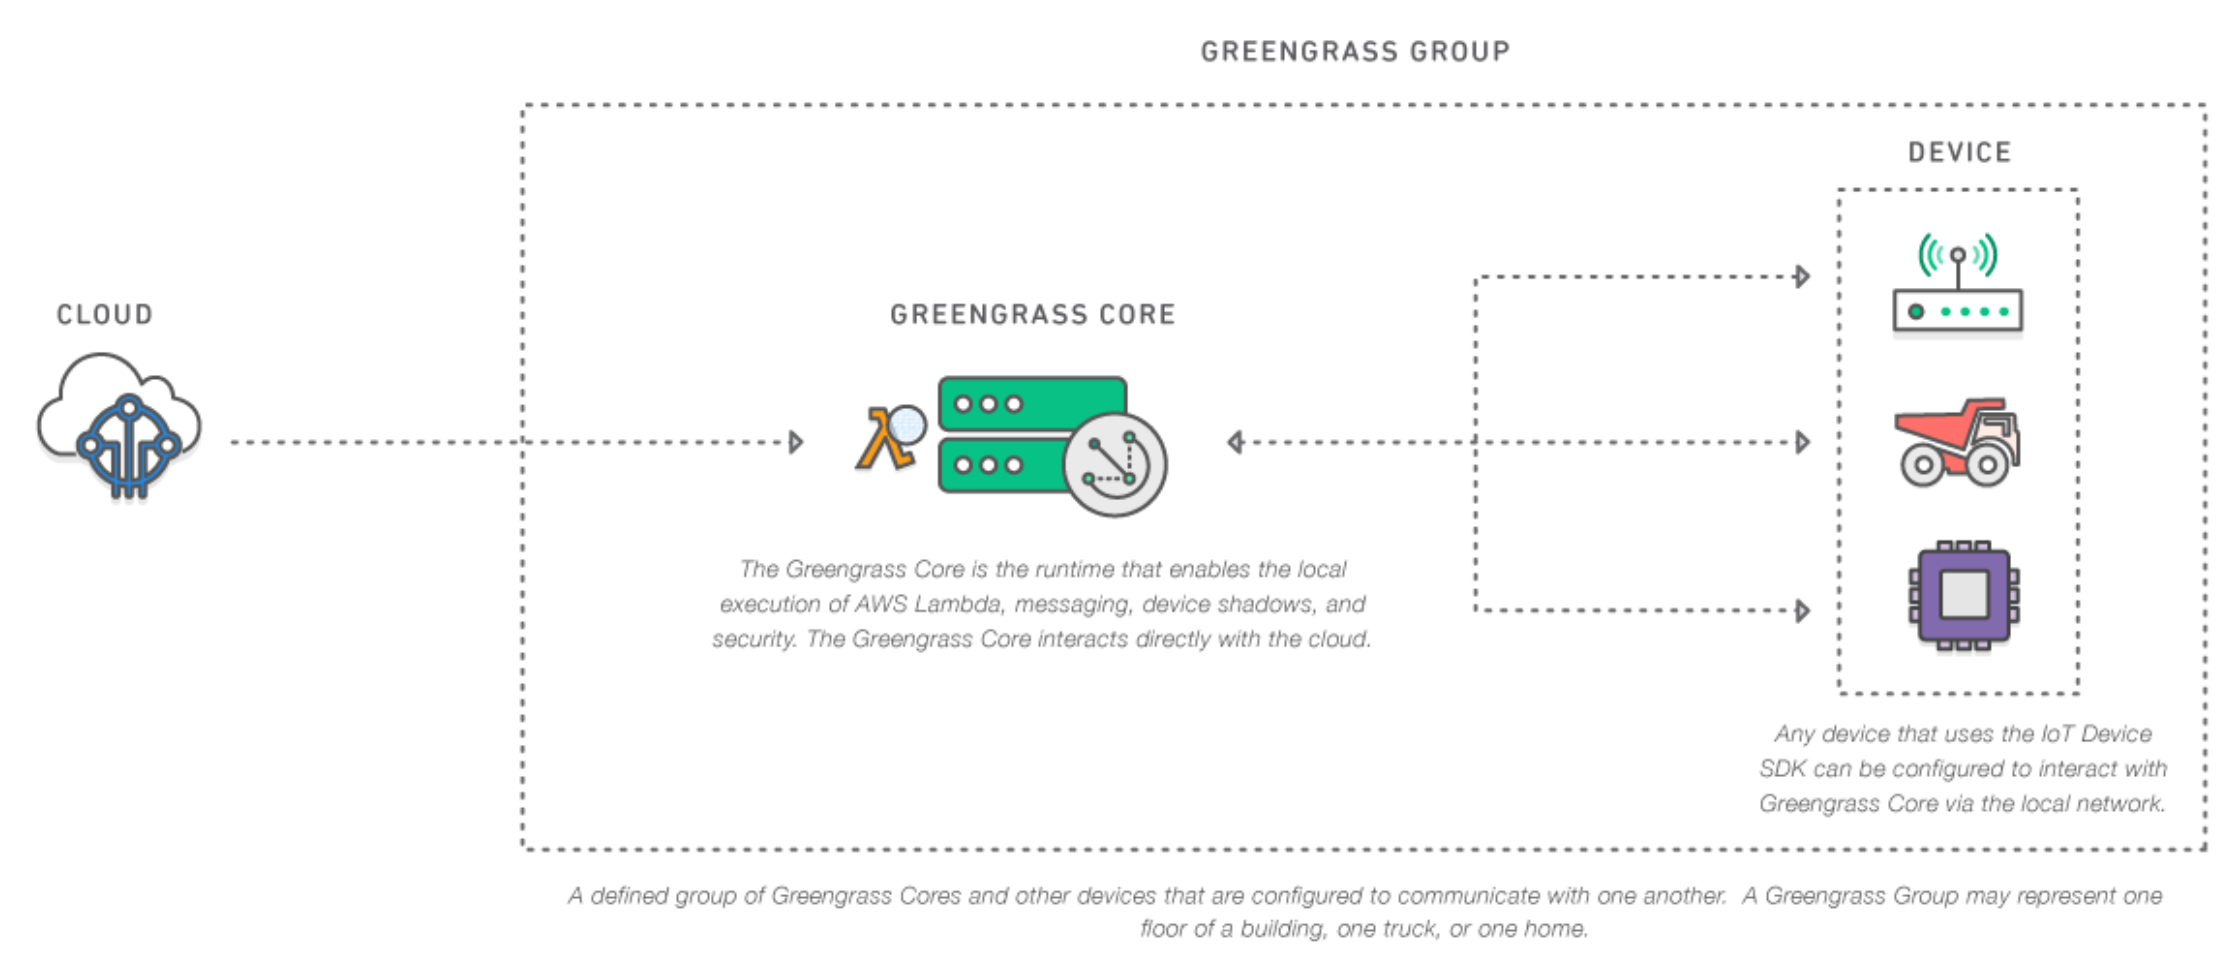 GREENGRASS GROUP
DEVICE
CLOUD
GREENGRASS CORE
The Greengrass Core is the runtime that enables the local
execution of AWS Lambda, messaging, device shadows, and
security. The Greengrass Core interacts directly with the cloud.
Any device that uses the IoT Device
SDK can be configured to interact with
Greengrass Core via the local network.
A defined group of Greengrass Cores and other devices that are configured to communicate with one another. A Greengrass Group may represent one
floor of a building, one truck, or one home.